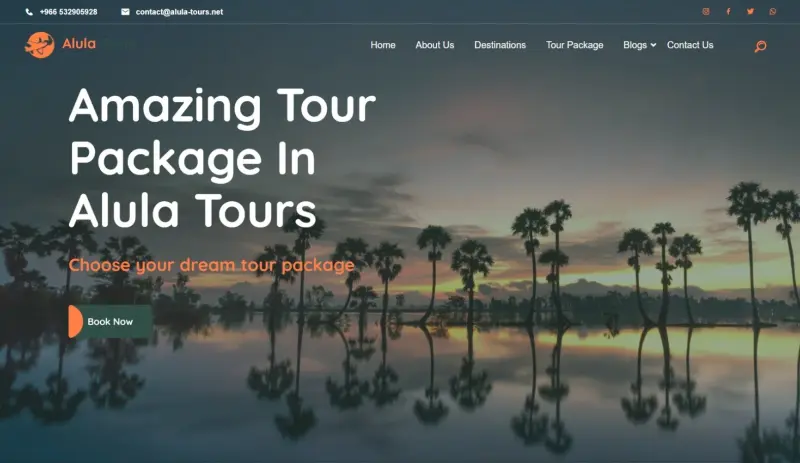 +966 532905928
contact@alula-tours.net
Alula
Home
About Us
Destinations
Tour Package
Blogs
Contact Us
Amazing Tour
Package In
Alula Tours
Choose your dream tour package
Book Now